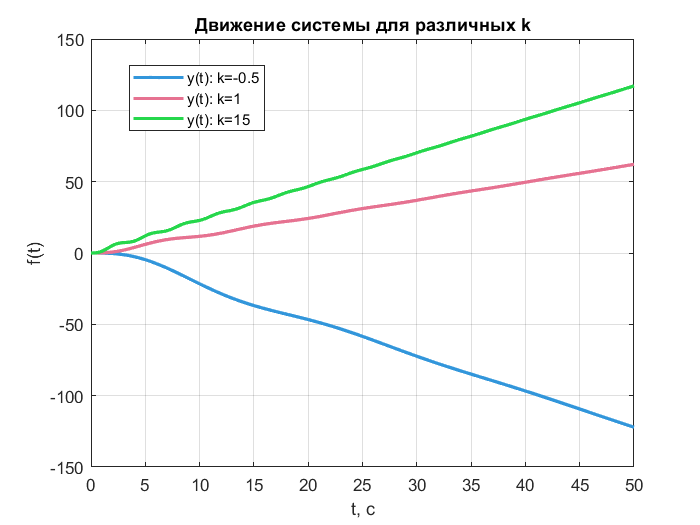 Движение системы для различных k
150
100
50
0
-50
-100
-150
f(t)
y(t): k=-0.5
y(t): k=1
y(t): k=15
0 5 10 15 20 25 30 35 40 45 50
t, c